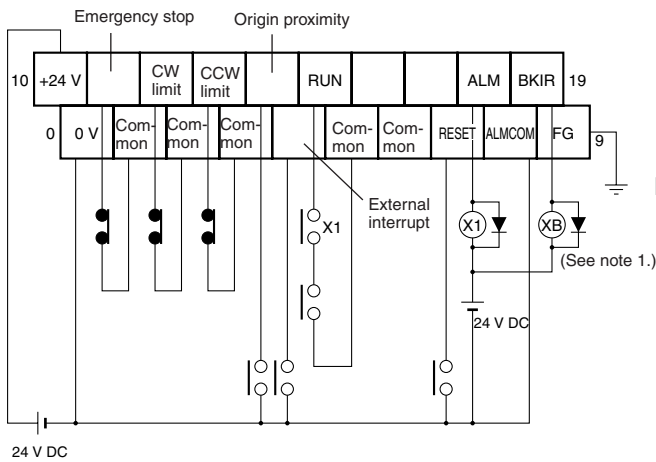 Emergency stop
Origin proximity
10
+24 V
CW
limit
CCW
limit
RUN
ALM
BKIR
19
0
0 V
Com-
mon
Com-
mon
Com-
mon
Com-
mon
Com-
mon
RESET
ALMCOM
FG
9
External
interrupt
X1
X1
XB
(See note 1.)
24 V DC
24 V DC